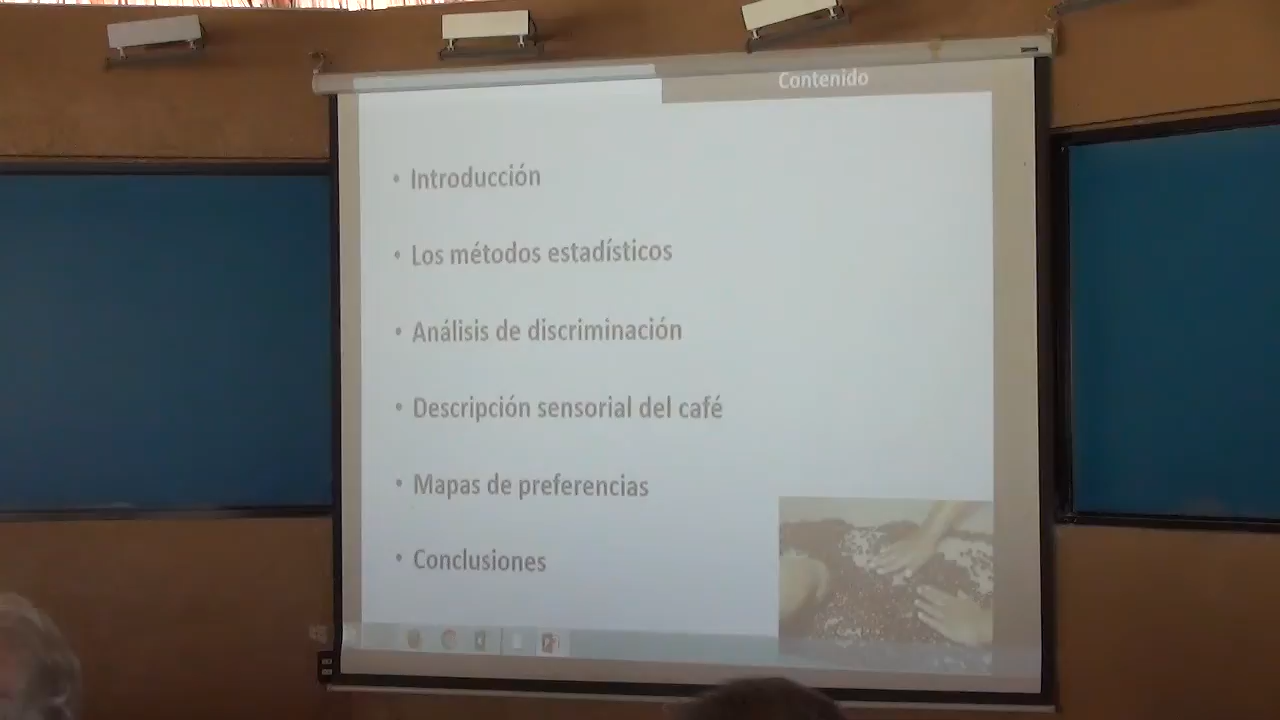 Contenido
• Introducción
• Los métodos estadísticos
• Análisis de discriminación
• Descripción sensorial del café
• Mapas de preferencias
• Conclusiones